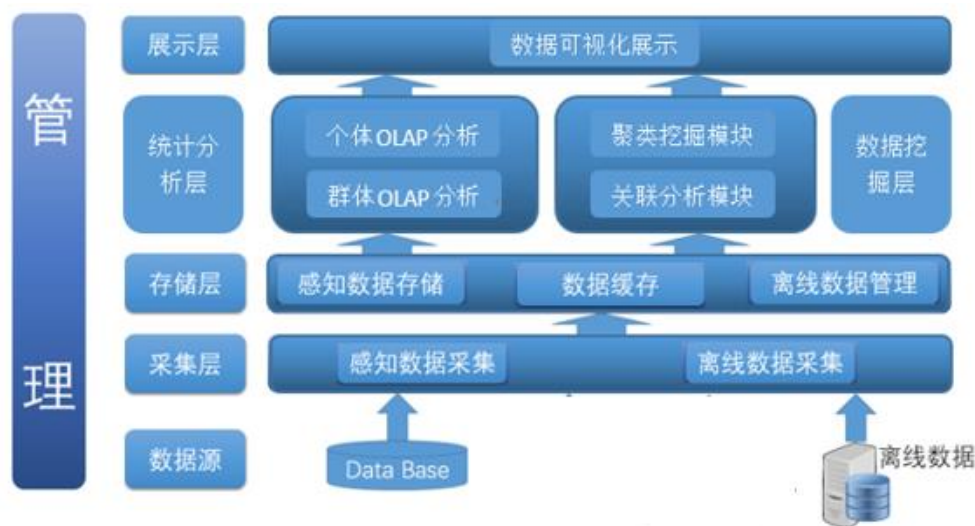 管
理
展示层
数据可视化展示
统计分
析层
个体OLAP 分析
群体OLAP 分析
聚类挖掘模块
关联分析模块
数据挖
掘层
存储层
感知数据存储
数据缓存
离线数据管理
采集层
感知数据采集
离线数据采集
数据源
Data Base
离线数据